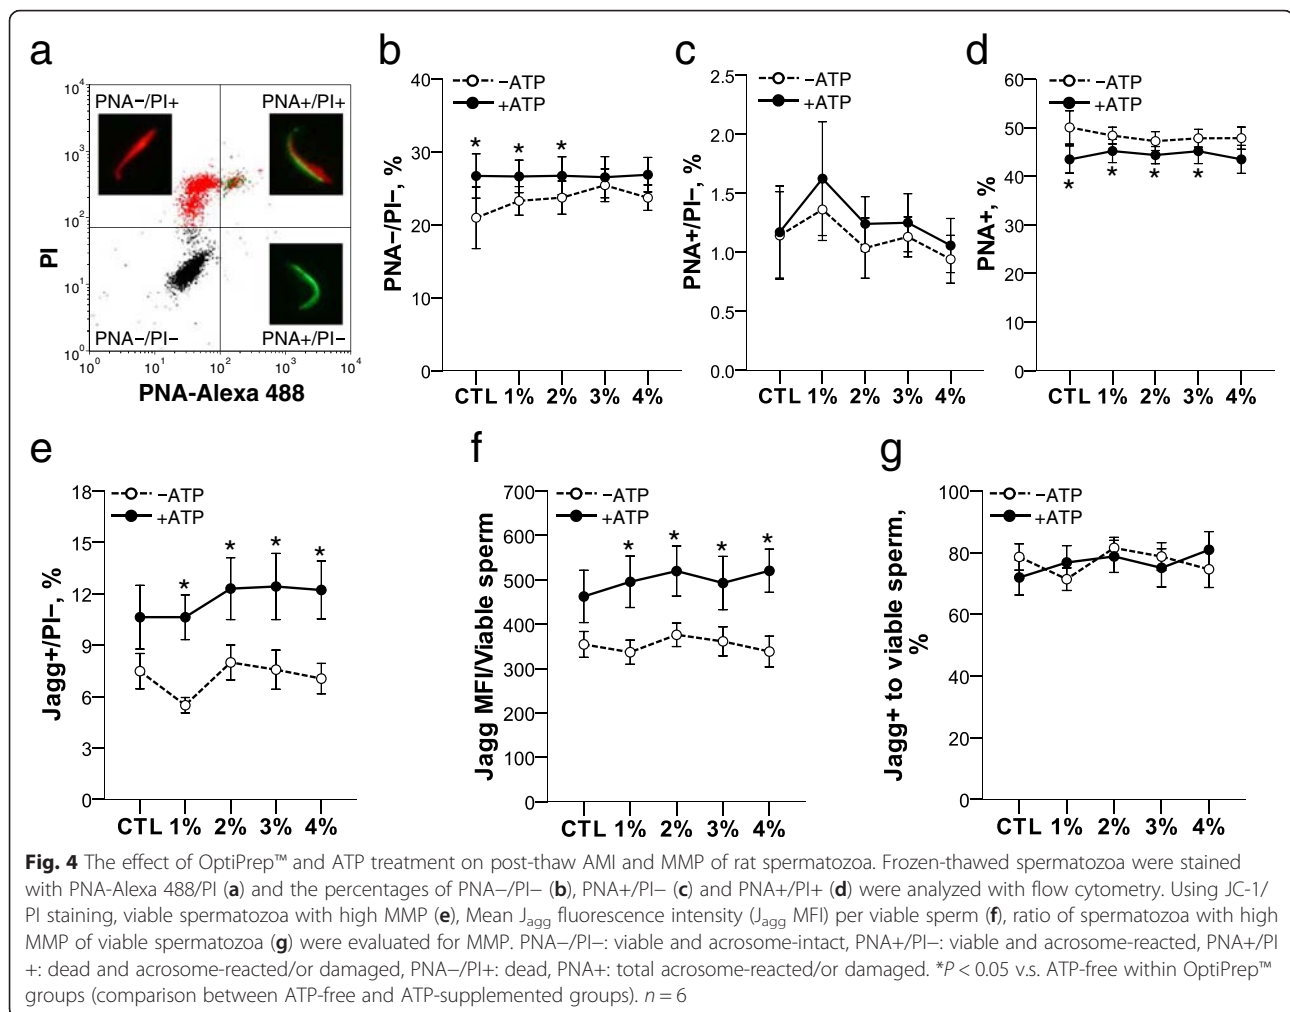 a
PNA−/PI+
PNA+/PI+
PNA−/PI−
PNA+/PI−
10⁴
10³
10²
10¹
10⁰
10⁰
10¹
10²
10³
10⁴
PI
PNA-Alexa 488
b
−ATP
+ATP
PNA−/PI−, %
40
30
20
10
0
* * *
CTL 1% 2% 3% 4%
c
−ATP
+ATP
PNA+/PI−, %
2.5
2.0
1.5
1.0
0.5
0.0
CTL 1% 2% 3% 4%
d
−ATP
+ATP
PNA+, %
60
50
40
30
20
10
0
* * * *
CTL 1% 2% 3% 4%
e
−ATP
+ATP
Jagg+/PI−, %
18
15
12
9
6
3
0
* * * *
CTL 1% 2% 3% 4%
f
−ATP
+ATP
Jagg MFI/Viable sperm
700
600
500
400
300
200
100
0
* * * *
CTL 1% 2% 3% 4%
g
−ATP
+ATP
Jagg+ to viable sperm,
%
100
80
60
40
20
0
CTL 1% 2% 3% 4%
Fig. 4 The effect of OptiPrep™ and ATP treatment on post-thaw AMI and MMP of rat spermatozoa. Frozen-thawed spermatozoa were stained
with PNA-Alexa 488/PI (a) and the percentages of PNA−/PI− (b), PNA+/PI− (c) and PNA+/PI+ (d) were analyzed with flow cytometry. Using JC-1/
PI staining, viable spermatozoa with high MMP (e), Mean Jagg fluorescence intensity (Jagg MFI) per viable sperm (f), ratio of spermatozoa with high
MMP of viable spermatozoa (g) were evaluated for MMP. PNA−/PI−: viable and acrosome-intact, PNA+/PI−: viable and acrosome-reacted, PNA+/PI
+: dead and acrosome-reacted/or damaged, PNA−/PI+: dead, PNA+: total acrosome-reacted/or damaged. *P < 0.05 v.s. ATP-free within OptiPrep™
groups (comparison between ATP-free and ATP-supplemented groups). n = 6